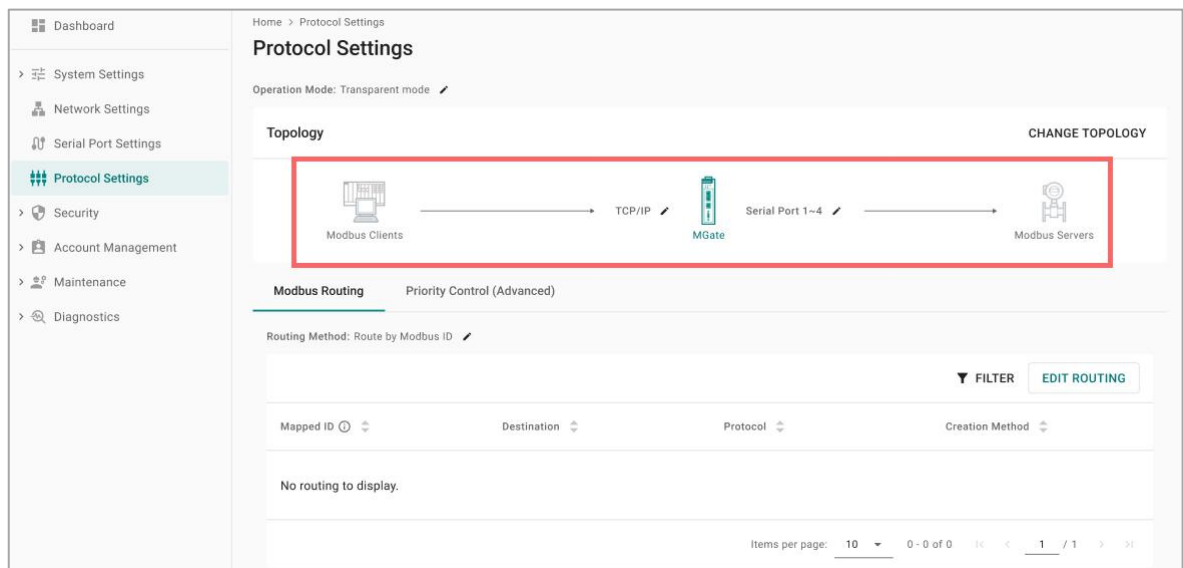 Dashboard
System Settings
Network Settings
Serial Port Settings
Protocol Settings
Security
Account Management
Maintenance
Diagnostics
Home > Protocol Settings
Protocol Settings
Operation Mode: Transparent mode
Topology
CHANGE TOPOLOGY
Modbus Clients
TCP/IP
MGate
Serial Port 1~4
Modbus Servers
Modbus Routing
Priority Control (Advanced)
Routing Method: Route by Modbus ID
FILTER
EDIT ROUTING
Mapped ID
Destination
Protocol
Creation Method
No routing to display.
Items per page: 10 0 - 0 of 0 1 / 1